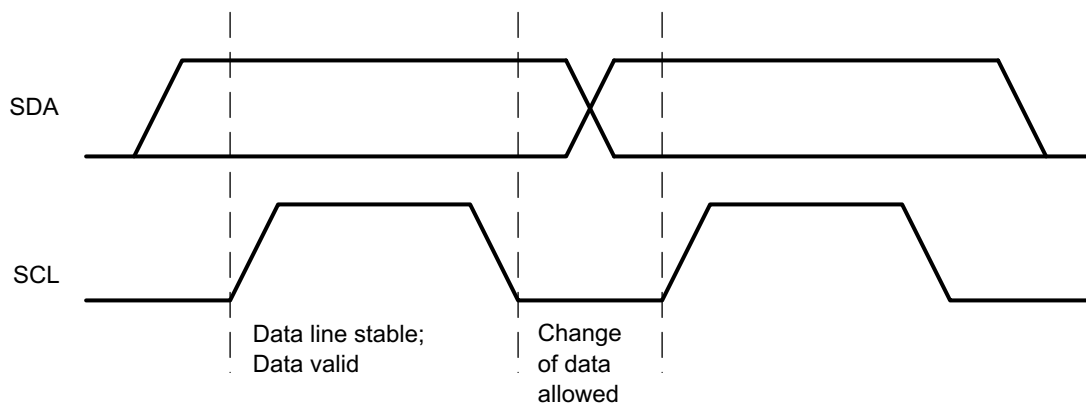 SDA
SCL
Data line stable;
Data valid
Change
of data
allowed